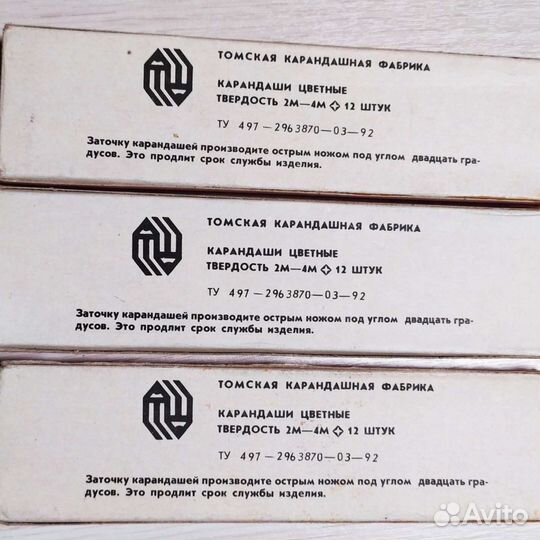 ТОМСКАЯ КАРАНДАШНАЯ ФАБРИКА
КАРАНДАШИ ЦВЕТНЫЕ
ТВЕРДОСТЬ 2М—4М 12 ШТУК
ТУ 497-2963870-03-92
Заточку карандашей производите острым ножом под углом двадцать гра-
дусов. Это продлит срок службы изделия.
ТОМСКАЯ КАРАНДАШНАЯ ФАБРИКА
КАРАНДАШИ ЦВЕТНЫЕ
ТВЕРДОСТЬ 2М—4М 12 ШТУК
ТУ 497-2963870-03-92
Заточку карандашей производите острым ножом под углом двадцать гра-
дусов. Это продлит срок службы изделия.
ТОМСКАЯ КАРАНДАШНАЯ ФАБРИКА
КАРАНДАШИ ЦВЕТНЫЕ
ТВЕРДОСТЬ 2М—4М 12 ШТУК
ТУ 497-2963870-03-92
Заточку карандашей производите острым ножом под углом двадцать гра-
дусов. Это продлит срок службы изделия.
Avito